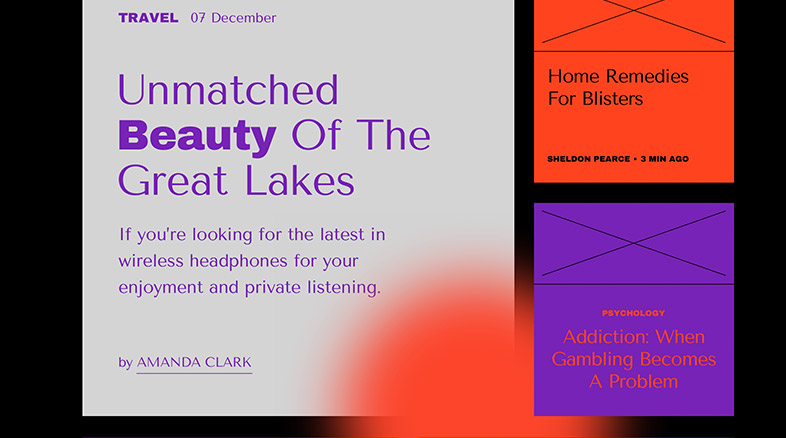 TRAVEL 07 December
Unmatched
Beauty Of The
Great Lakes
If you're looking for the latest in
wireless headphones for your
enjoyment and private listening.
by AMANDA CLARK
Home Remedies
For Blisters
SHELDON PEARCE • 3 MIN AGO
PSYCHOLOGY
Addiction: When
Gambling Becomes
A Problem